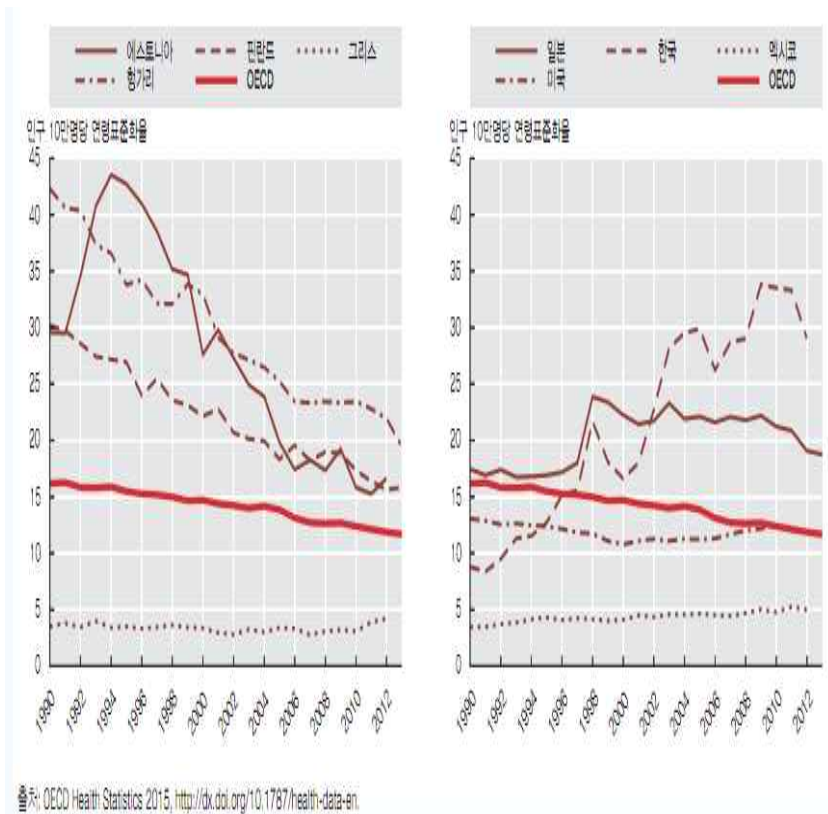 에스토니아 핀란드 그리스
헝가리 OECD
인구 10만명당 연령표준화율
45
40
35
30
25
20
15
10
5
0
1990 1992 1994 1996 1998 2000 2002 2004 2006 2008 2010 2012
일본 한국 멕시코
미국 OECD
인구 10만명당 연령표준화율
45
40
35
30
25
20
15
10
5
0
1990 1992 1994 1996 1998 2000 2002 2004 2006 2008 2010 2012
출처: OECD Health Statistics 2015, http://dx.doi.org/10.1787/health-data-en.